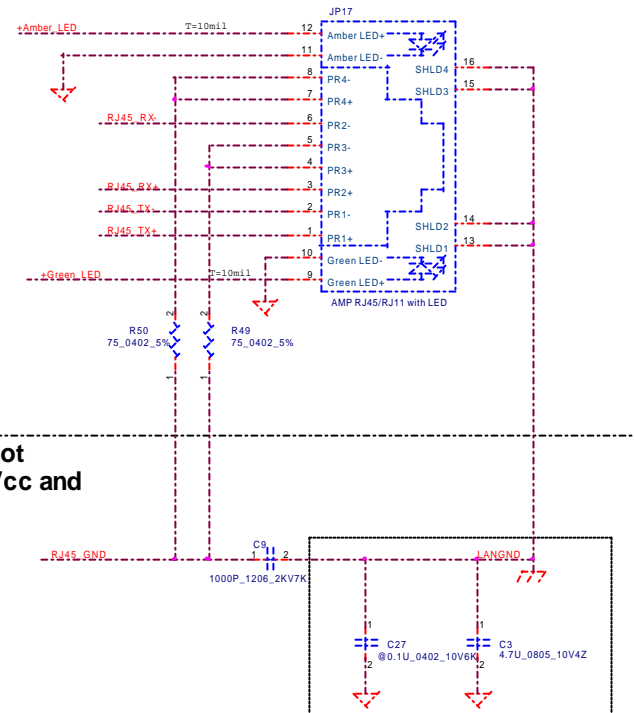 JP17
+Amber_LED
T=10mil
12
Amber LED+
11
Amber LED-
8
PR4-
7
PR4+
RJ45_RX-
6
PR2-
5
PR3-
4
PR3+
RJ45_RX+
3
PR2+
RJ45_TX-
2
PR1-
RJ45_TX+
1
PR1+
10
Green LED-
+Green_LED
T=10mil
9
Green LED+
SHLD4
16
SHLD3
15
SHLD2
14
SHLD1
13
AMP RJ45/RJ11 with LED
2
R50
75_0402_5%
1
2
R49
75_0402_5%
1
ot
Vcc and
RJ45_GND
C9
1
2
1000P_1206_2KV7K
LANGND
1
C27
@0.1U_0402_10V6K
2
1
C3
4.7U_0805_10V4Z
2